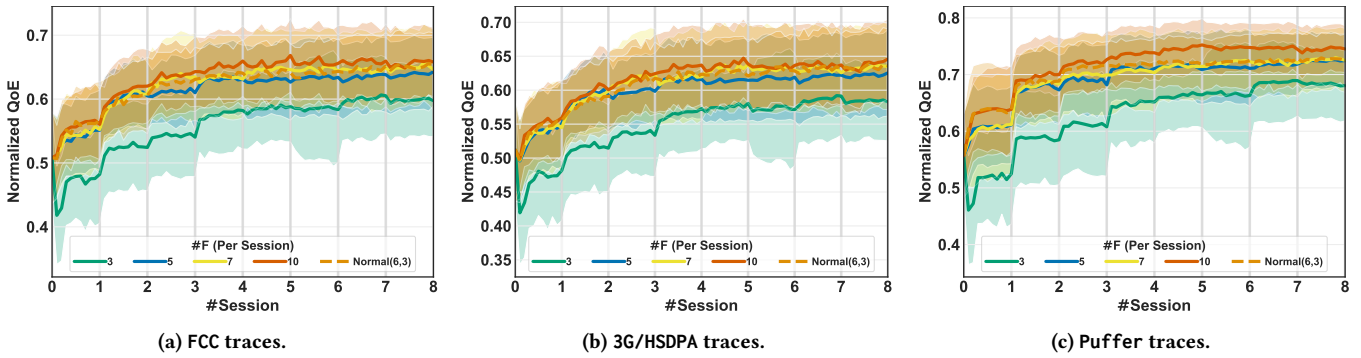 Normalized QoE
0.7
0.6
0.5
0.4
#F (Per Session)
3 5 7 10 Normal(6,3)
0 1 2 3 4 5 6 7 8
#Session
(a) FCC traces.
Normalized QoE
0.70
0.65
0.60
0.55
0.50
0.45
0.40
0.35
#F (Per Session)
3 5 7 10 Normal(6,3)
0 1 2 3 4 5 6 7 8
#Session
(b) 3G/HSDPA traces.
Normalized QoE
0.8
0.7
0.6
0.5
0.4
#F (Per Session)
3 5 7 10 Normal(6,3)
0 1 2 3 4 5 6 7 8
#Session
(c) Puffer traces.